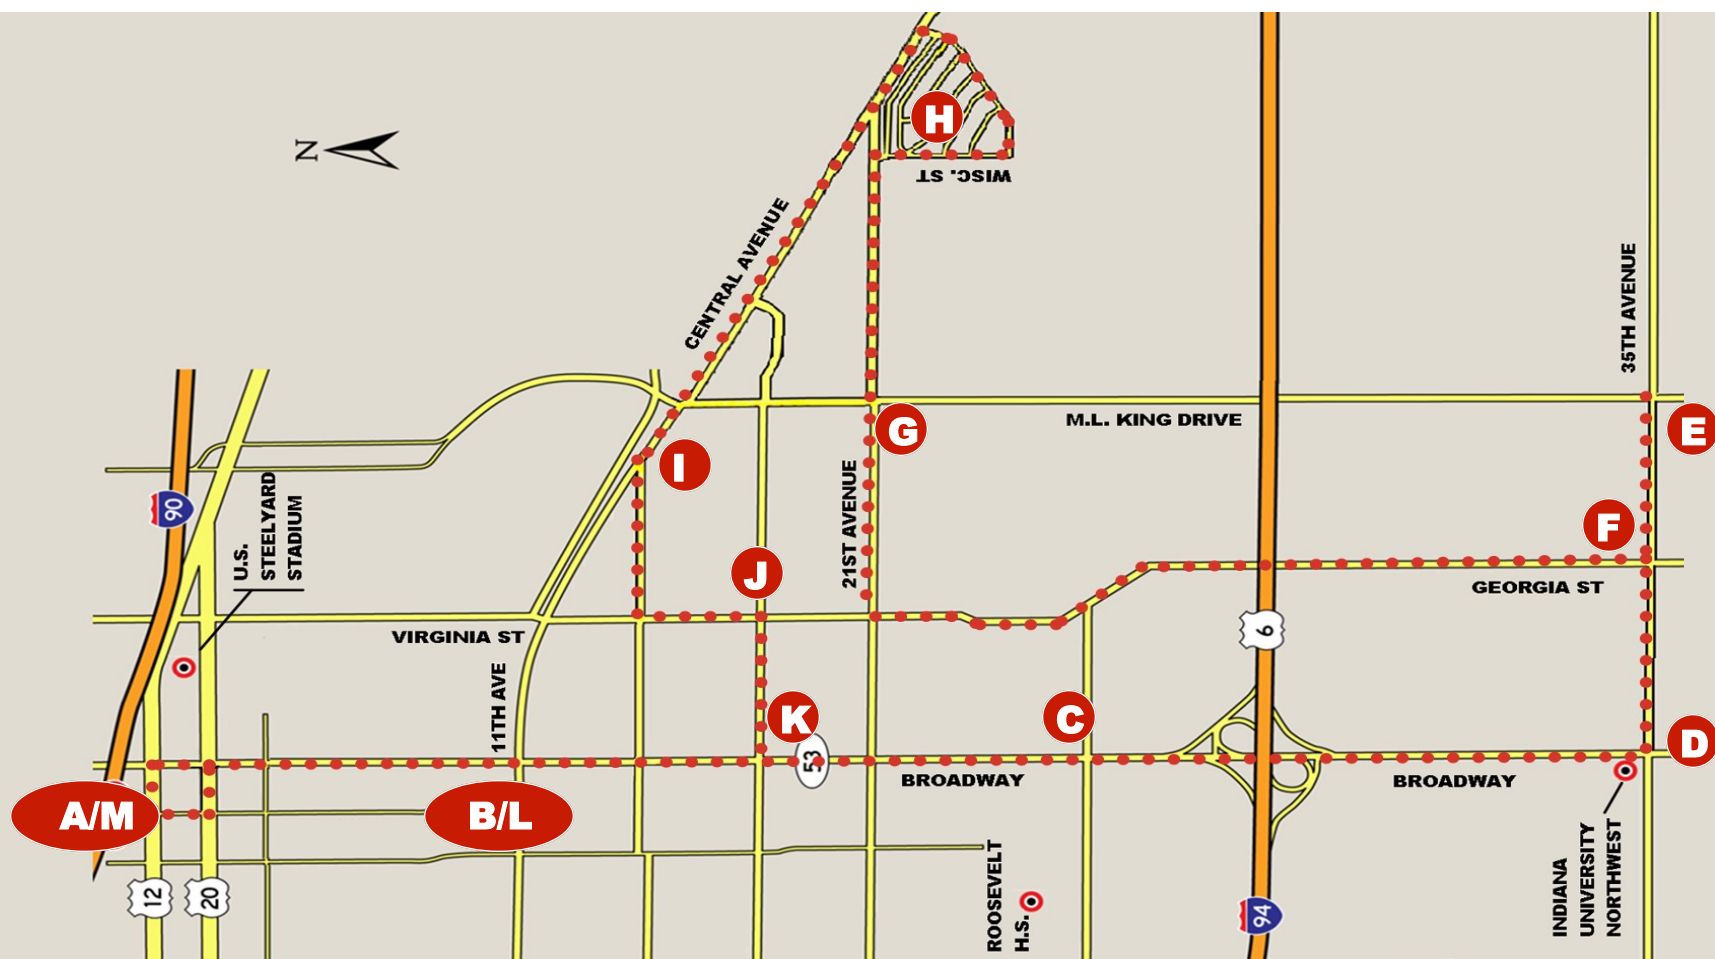 H
WISC. ST
N
CENTRAL AVENUE
35TH AVENUE
M.L. KING DRIVE
G
E
I
90
U.S.
STEELYARD
STADIUM
21ST AVENUE
F
J
GEORGIA ST
VIRGINIA ST
6
11TH AVE
K
C
D
53
BROADWAY
BROADWAY
A/M
B/L
12
20
ROOSEVELT
H.S.
94
INDIANA
UNIVERSITY
NORTHWEST